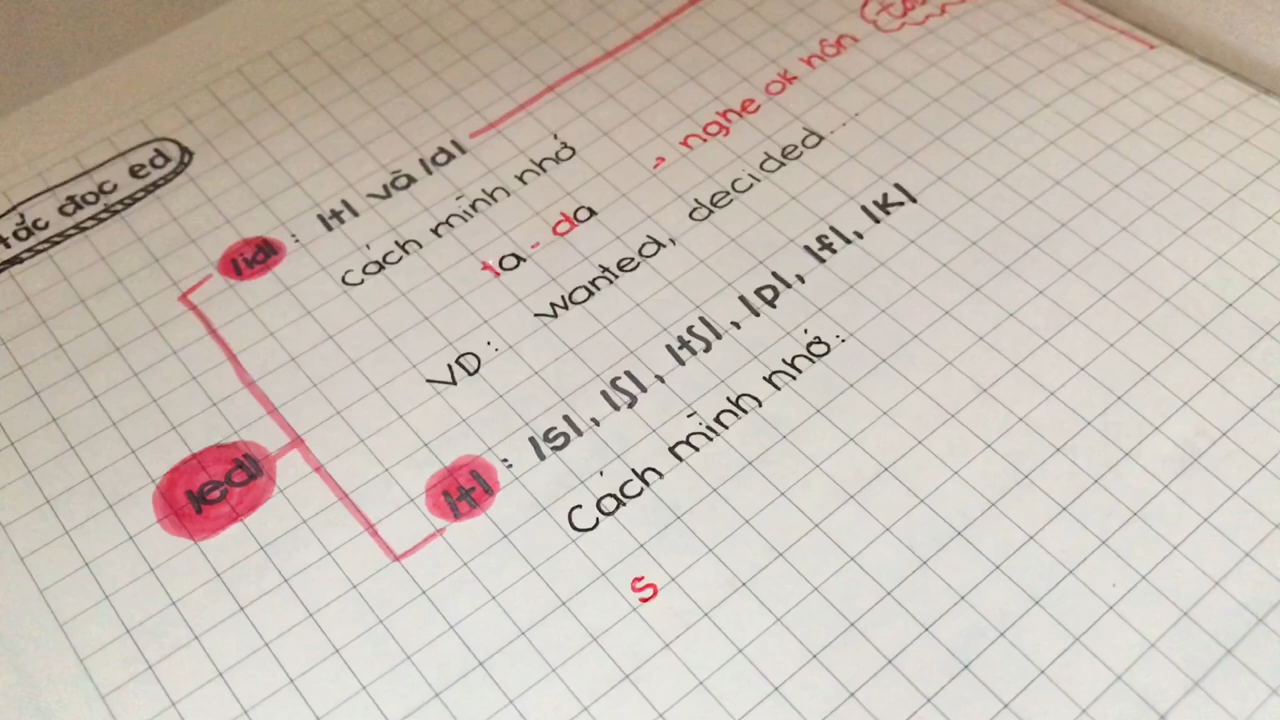 tắc đọc ed
/id/ : /t/ và /d/
Cách mình nhớ
ta - da → nghe ok hôn
VD: wanted, decided...
/ed/
/t/ : /s/, /ʃ/, /tʃ/, /p/, /f/, /k/
Cách mình nhớ:
s